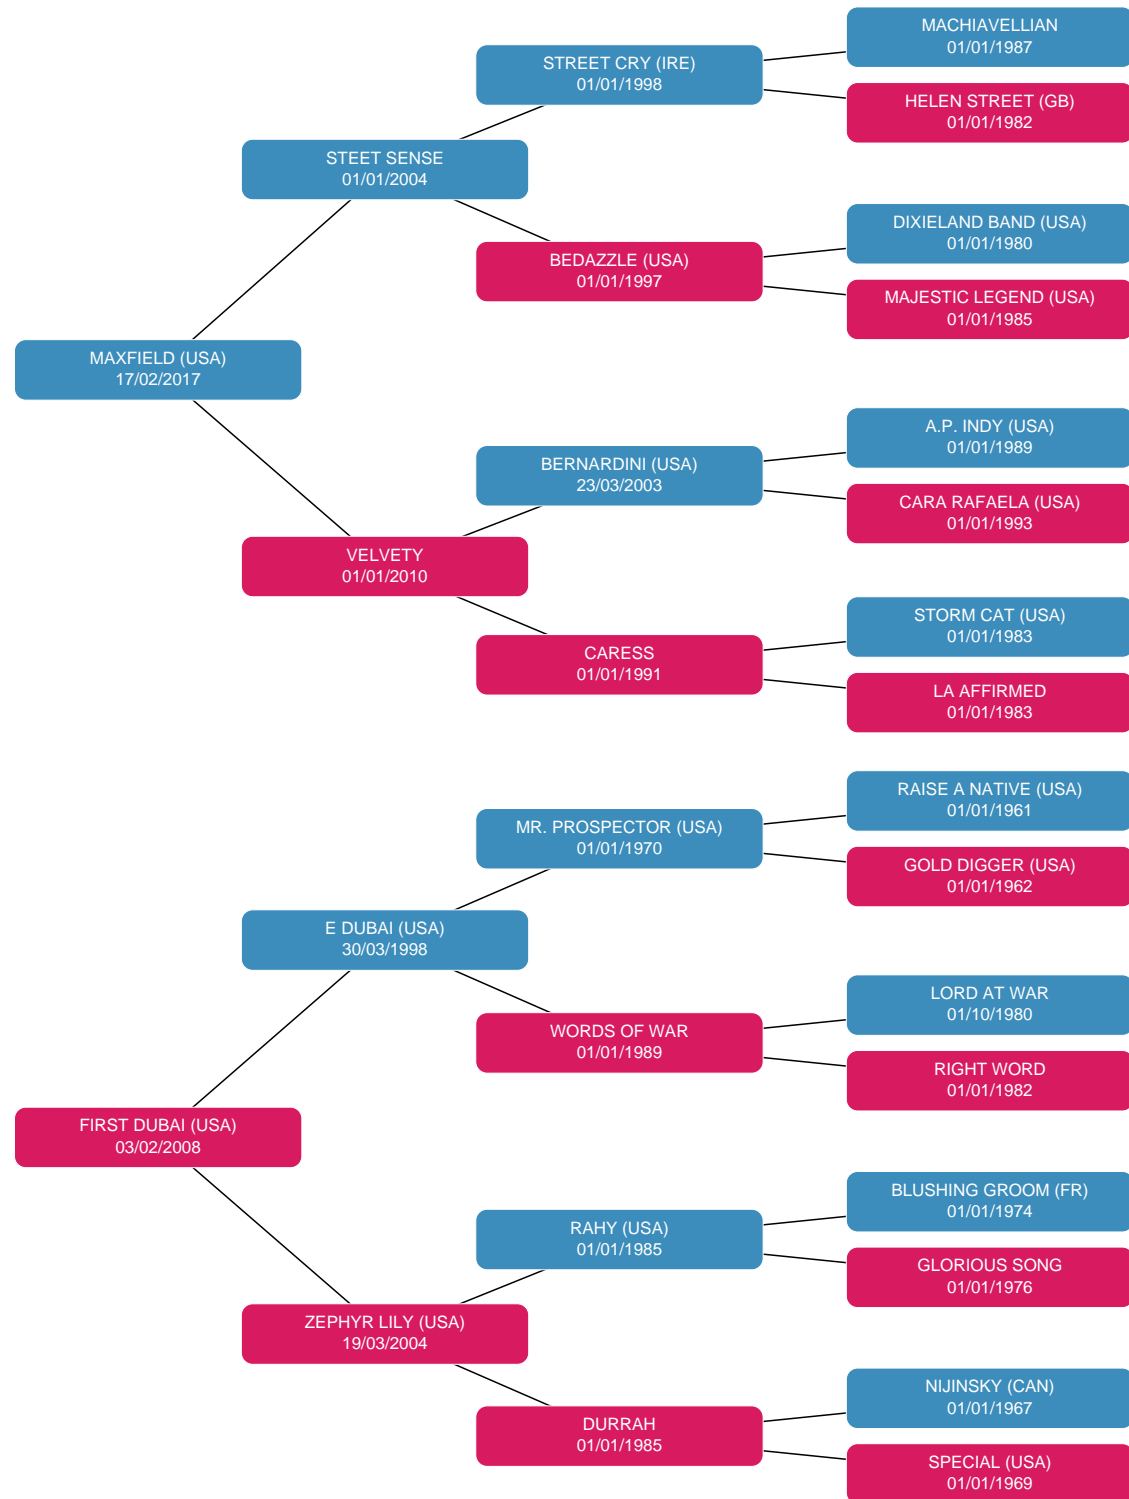 MACHIAVELLIAN
01/01/1987
STREET CRY (IRE)
01/01/1998
HELEN STREET (GB)
01/01/1982
STEET SENSE
01/01/2004
DIXIELAND BAND (USA)
01/01/1980
BEDAZZLE (USA)
01/01/1997
MAJESTIC LEGEND (USA)
01/01/1985
MAXFIELD (USA)
17/02/2017
A.P. INDY (USA)
01/01/1989
BERNARDINI (USA)
23/03/2003
CARA RAFAELA (USA)
01/01/1993
VELVETY
01/01/2010
STORM CAT (USA)
01/01/1983
CARESS
01/01/1991
LA AFFIRMED
01/01/1983
RAISE A NATIVE (USA)
01/01/1961
MR. PROSPECTOR (USA)
01/01/1970
GOLD DIGGER (USA)
01/01/1962
E DUBAI (USA)
30/03/1998
LORD AT WAR
01/10/1980
WORDS OF WAR
01/01/1989
RIGHT WORD
01/01/1982
FIRST DUBAI (USA)
03/02/2008
BLUSHING GROOM (FR)
01/01/1974
RAHY (USA)
01/01/1985
GLORIOUS SONG
01/01/1976
ZEPHYR LILY (USA)
19/03/2004
NIJINSKY (CAN)
01/01/1967
DURRAH
01/01/1985
SPECIAL (USA)
01/01/1969